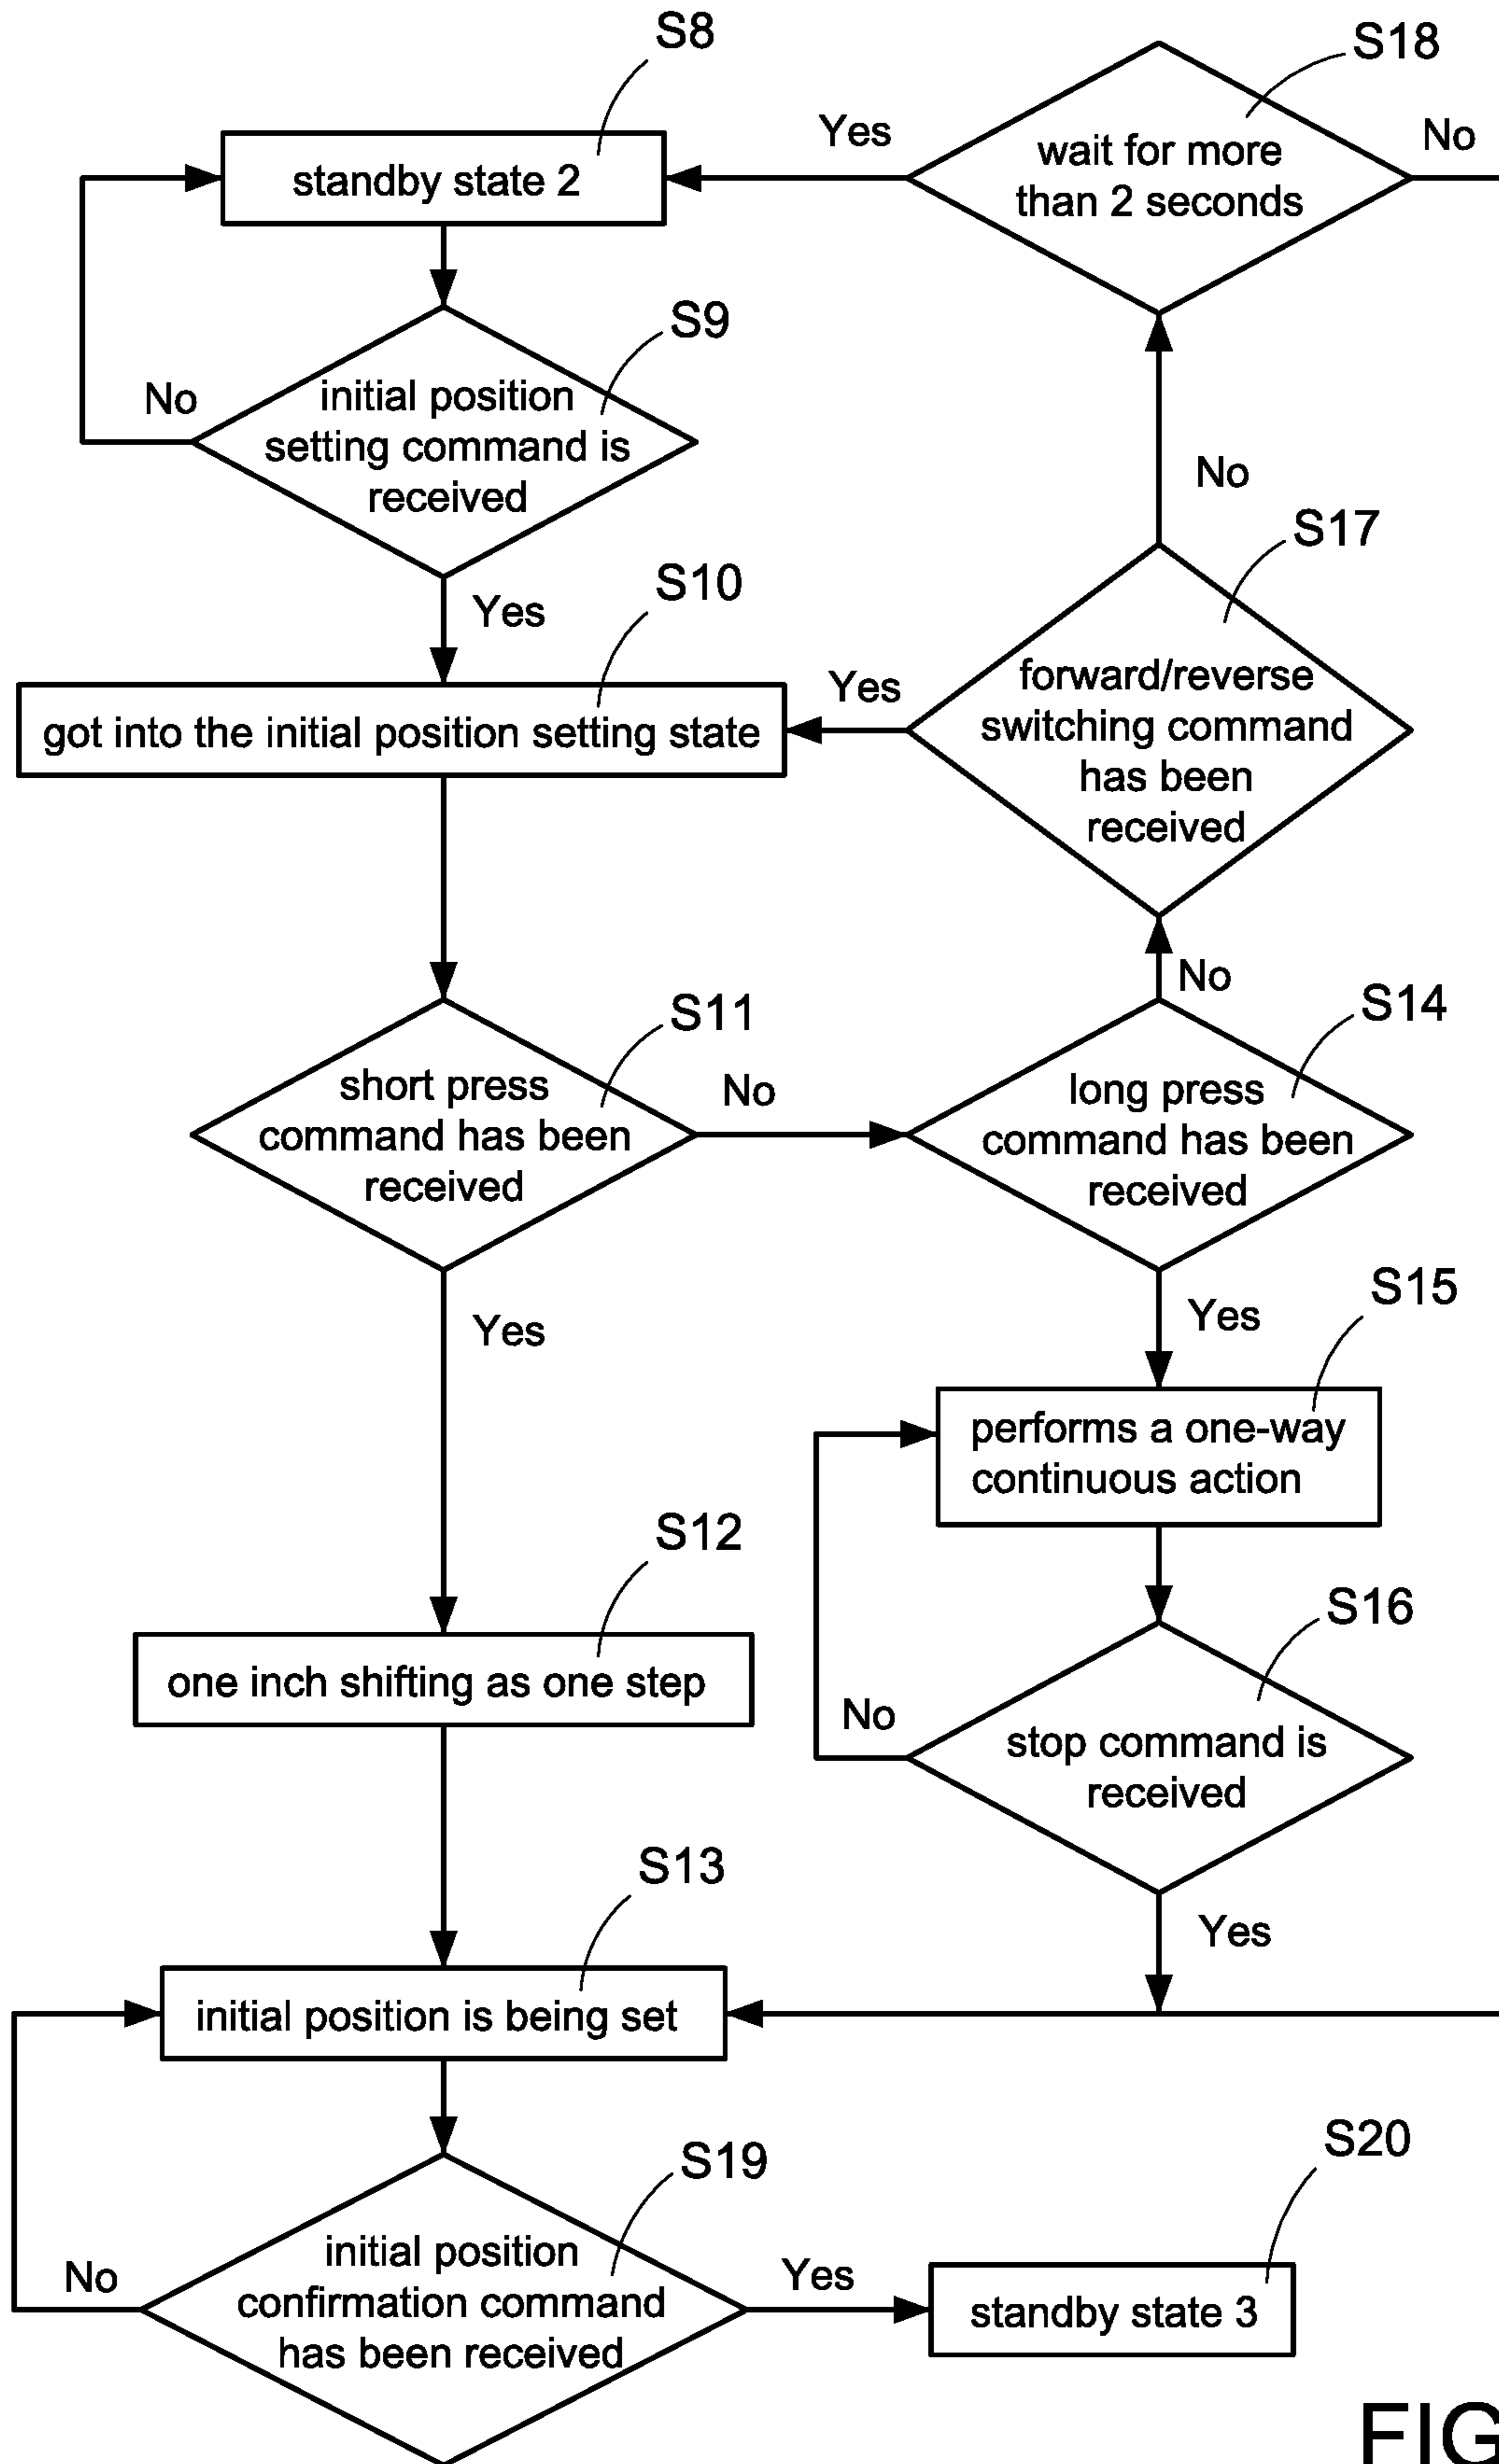 S8
standby state 2
S9
initial position
setting command is
received
No
Yes
S10
got into the initial position setting state
S11
short press
command has been
received
No
Yes
S12
one inch shifting as one step
S13
initial position is being set
S19
initial position
confirmation command
has been received
No
Yes
S20
standby state 3
S18
wait for more
than 2 seconds
Yes
No
No
S17
forward/reverse
switching command
has been
received
Yes
No
S14
long press
command has been
received
Yes
S15
performs a one-way
continuous action
S16
stop command is
received
No
Yes
FIG